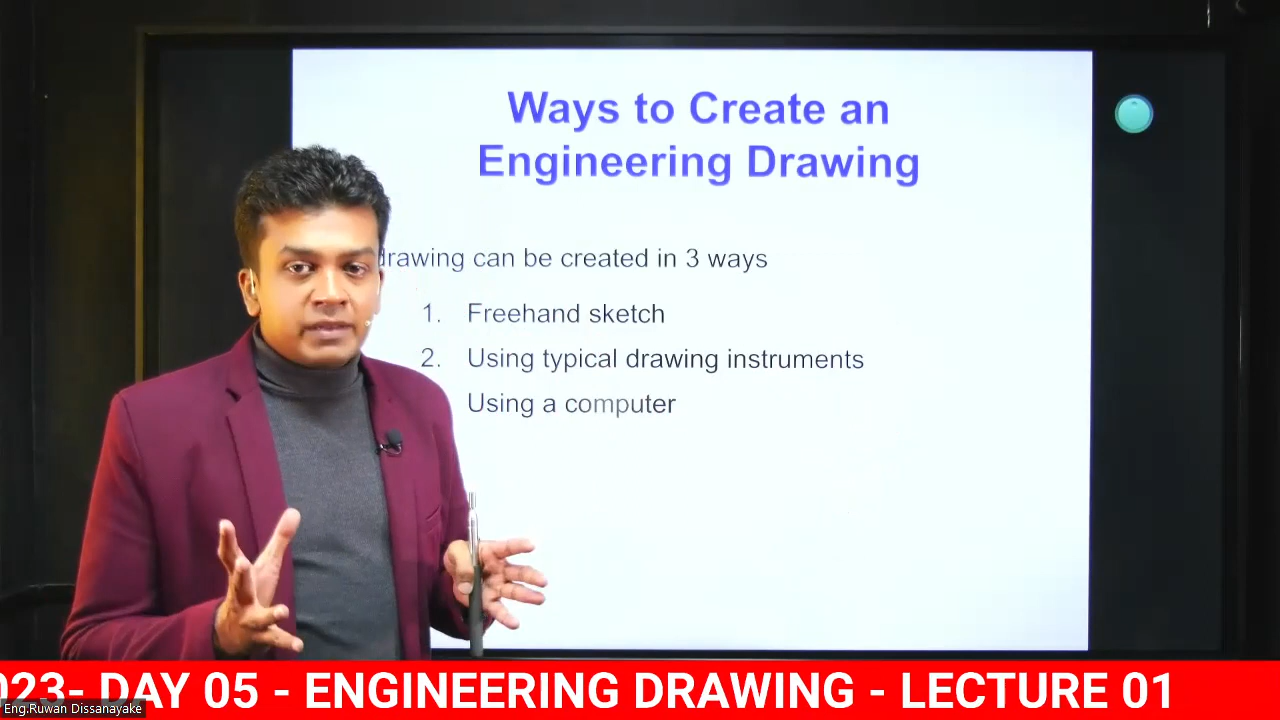 Ways to Create an
Engineering Drawing
drawing can be created in 3 ways
1. Freehand sketch
2. Using typical drawing instruments
Using a computer
023- DAY 05 - ENGINEERING DRAWING - LECTURE 01
Eng.Ruwan Dissanayake